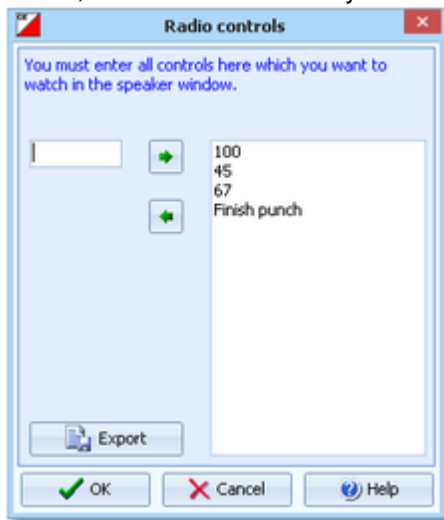 Radio controls
You must enter all controls here which you want to
watch in the speaker window.
100
45
67
Finish punch
Export
OK
Cancel
Help